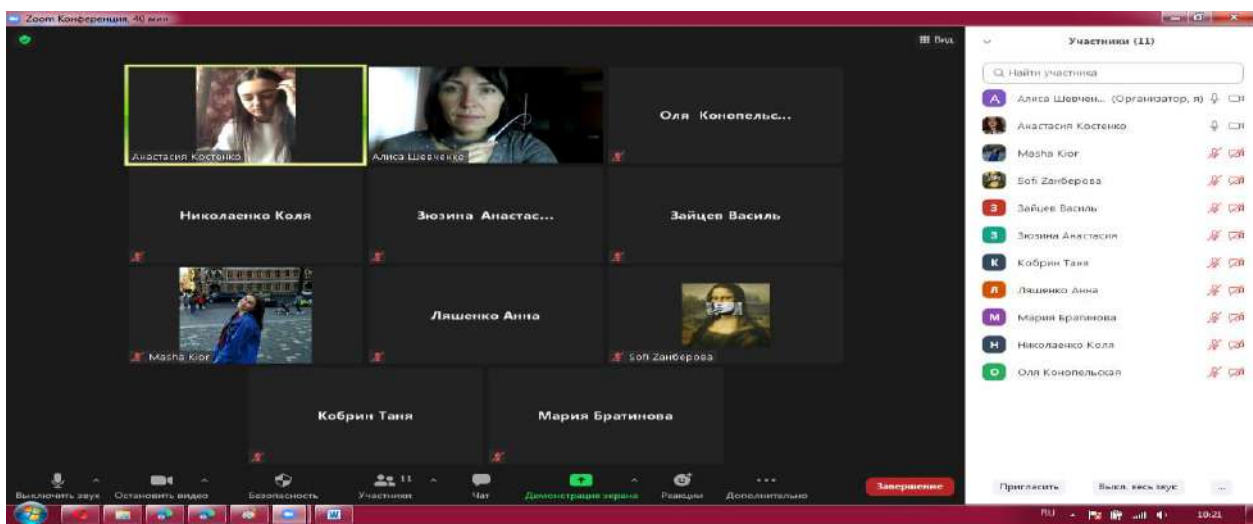 Zoom Конференция, 40 мин
Вид
Анастасия Костенко
Алиса Шевченко
Оля Конопельс...
Николаенко Коля
Зюзина Анастас...
Зайцев Василь
Masha Kior
Ляшенко Анна
Sofi Занберова
Кобрин Таня
Мария Братинова
Выключить звук
Остановить видео
Безопасность
11
Участники
Чат
Демонстрация экрана
Реакции
Дополнительно
Завершение
Участники (11)
Найти участника
А Алиса Шевчен... (Организатор, я)
Анастасия Костенко
Masha Kior
Sofi Занберова
З Зайцев Василь
З Зюзина Анастасия
К Кобрин Таня
Л Ляшенко Анна
М Мария Братинова
Н Николаенко Коля
О Оля Конопельская
Пригласить
Выкл. весь звук
...
W
RU
10:21